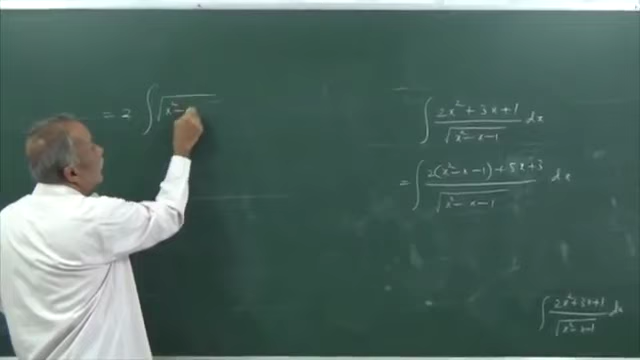 = 2 ∫ √(x² −
∫ (2x² + 3x + 1) / √(x² − x − 1) dx
= ∫ (2(x² − x − 1) + 5x + 3) / √(x² − x − 1) dx
∫ (2x² + 3x + 1) / √(x² − x − 1) dx